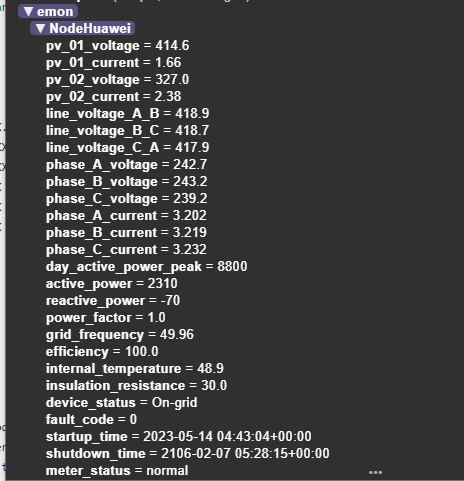 emon
NodeHuawei
pv_01_voltage = 414.6
pv_01_current = 1.66
pv_02_voltage = 327.0
pv_02_current = 2.38
line_voltage_A_B = 418.9
line_voltage_B_C = 418.7
line_voltage_C_A = 417.9
phase_A_voltage = 242.7
phase_B_voltage = 243.2
phase_C_voltage = 239.2
phase_A_current = 3.202
phase_B_current = 3.219
phase_C_current = 3.232
day_active_power_peak = 8800
active_power = 2310
reactive_power = -70
power_factor = 1.0
grid_frequency = 49.96
efficiency = 100.0
internal_temperature = 48.9
insulation_resistance = 30.0
device_status = On-grid
fault_code = 0
startup_time = 2023-05-14 04:43:04+00:00
shutdown_time = 2106-02-07 05:28:15+00:00
meter_status = normal